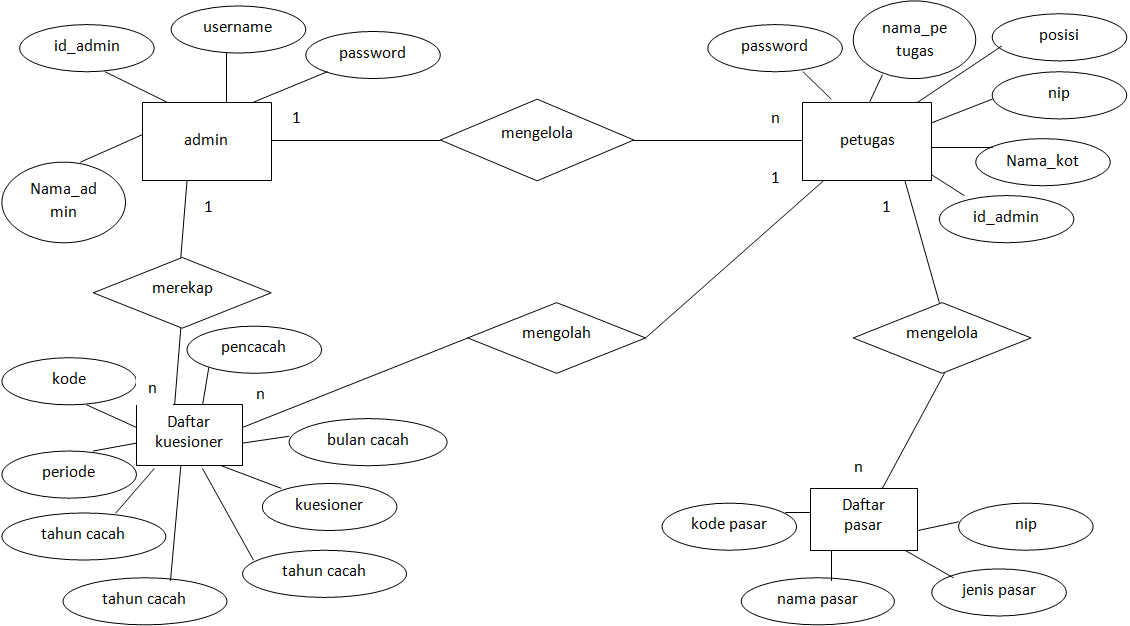 username
id_admin
password
password
nama_pe
tugas
posisi
nip
1
n
mengelola
admin
petugas
Nama_kot
1
Nama_ad
min
1
1
id_admin
merekap
mengolah
mengelola
pencacah
kode
n
n
Daftar
kuesioner
bulan cacah
periode
n
kuesioner
Daftar
pasar
kode pasar
nip
tahun cacah
tahun cacah
jenis pasar
tahun cacah
nama pasar